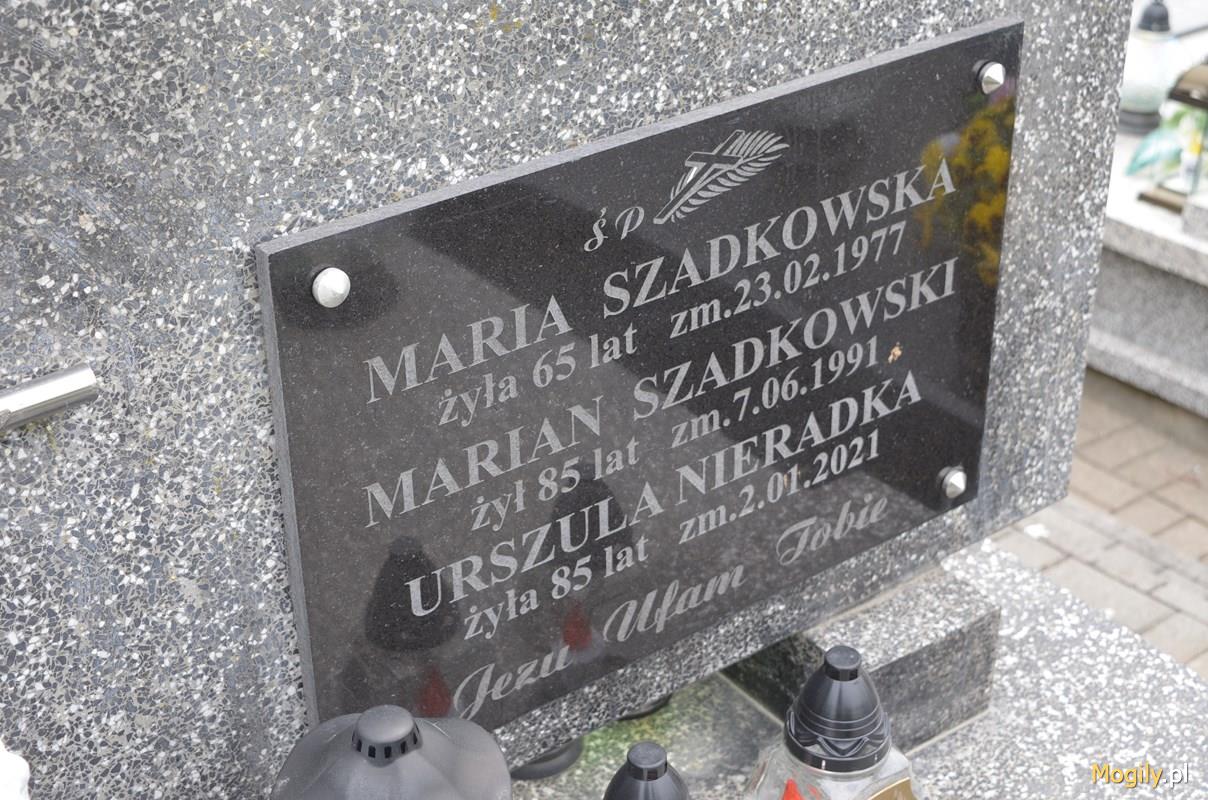 ŚP
MARIA SZADKOWSKA
żyła 65 lat zm.23.02.1977
MARIAN SZADKOWSKI
żył 85 lat zm.7.06.1991
URSZULA NIERADKA
żyła 85 lat zm.2.01.2021
Jezu Ufam Tobie
Mogily.pl